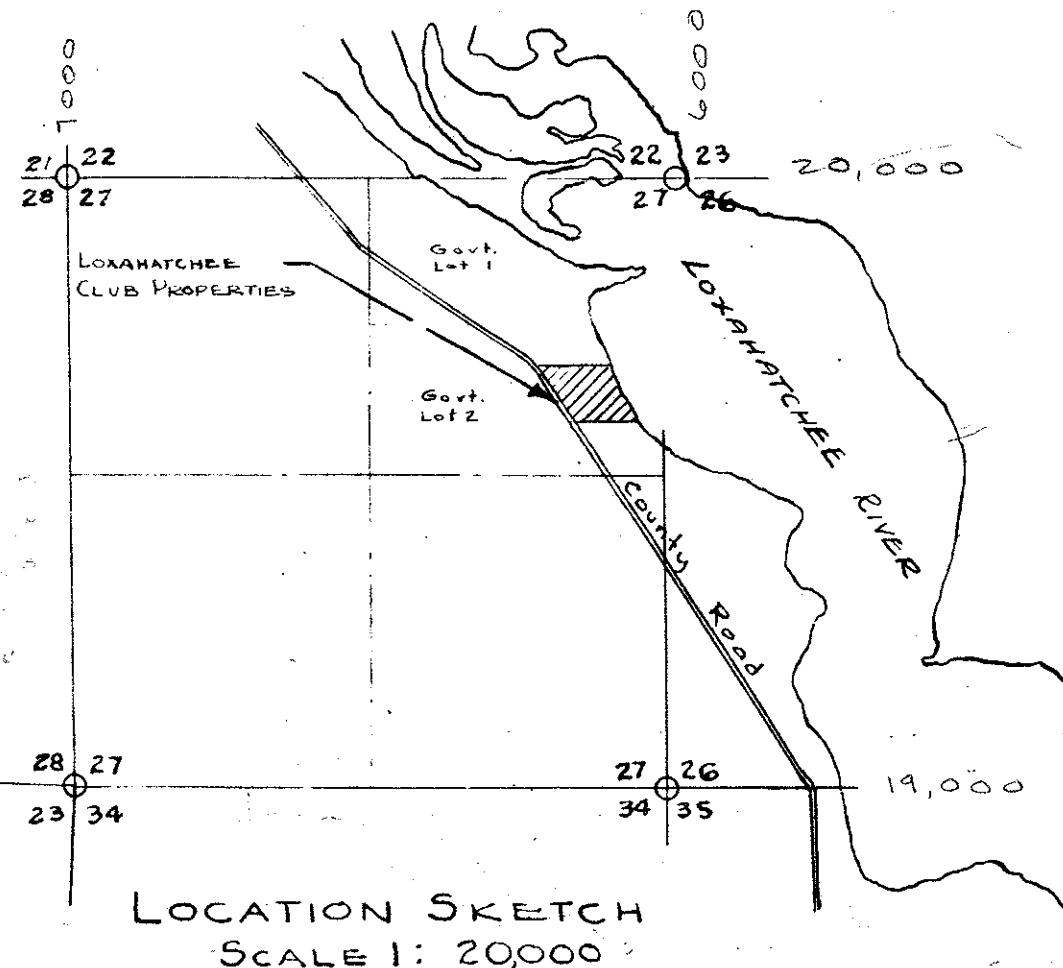 7000
6000
21 22
28 27
22 23
27 26
20,000
LOXAHATCHEE
CLUB PROPERTIES
Govt.
Lot 1
Govt.
Lot 2
LOXAHATCHEE RIVER
County Road
28 27
23 34
27 26
34 35
19,000
LOCATION SKETCH
SCALE 1: 20,000